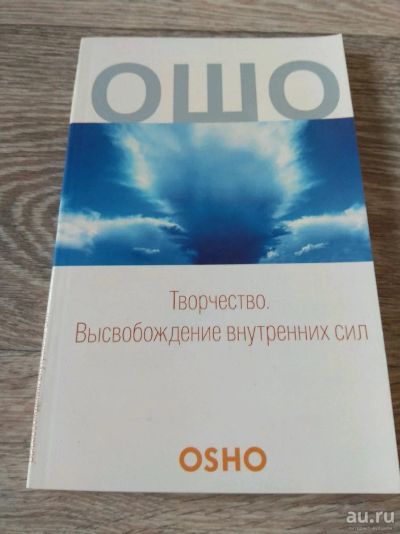 ОШО
Творчество.
Высвобождение внутренних сил
OSHO
au.ru